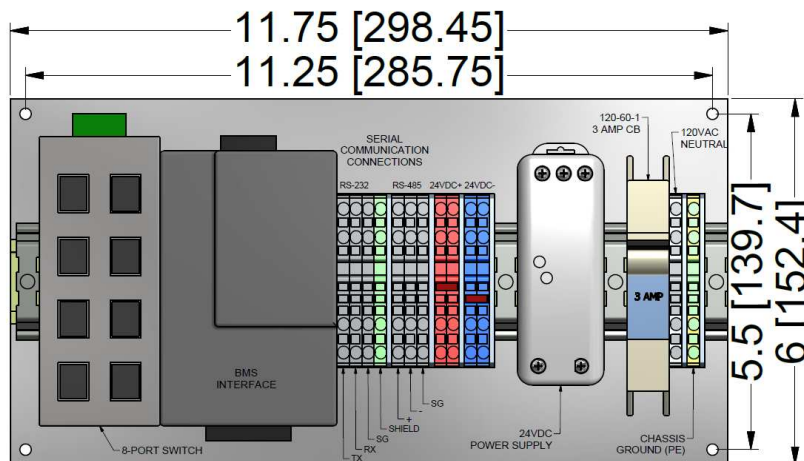 11.75 [298.45]
11.25 [285.75]
SERIAL
COMMUNICATION
CONNECTIONS
120-60-1
3 AMP CB
120VAC
NEUTRAL
RS-232
RS-485
24VDC+
24VDC-
3 AMP
5.5 [139.7]
6 [152.4]
BMS
INTERFACE
8-PORT SWITCH
TX
RX
SG
SHIELD
+
-
SG
24VDC
POWER SUPPLY
CHASSIS
GROUND (PE)